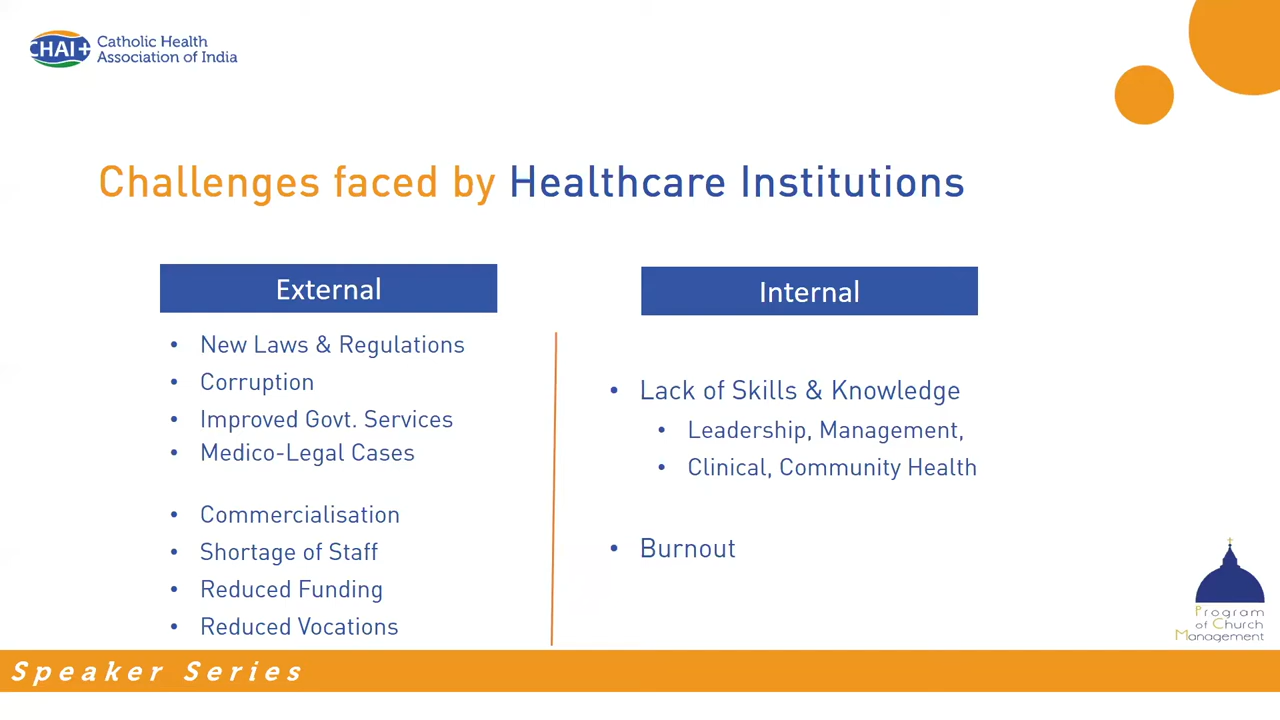 CHAI+
Catholic Health
Association of India
Challenges faced by Healthcare Institutions
External
• New Laws & Regulations
• Corruption
• Improved Govt. Services
• Medico-Legal Cases
• Commercialisation
• Shortage of Staff
• Reduced Funding
• Reduced Vocations
Internal
• Lack of Skills & Knowledge
• Leadership, Management,
• Clinical, Community Health
• Burnout
Program
of Church
Management
Speaker Series